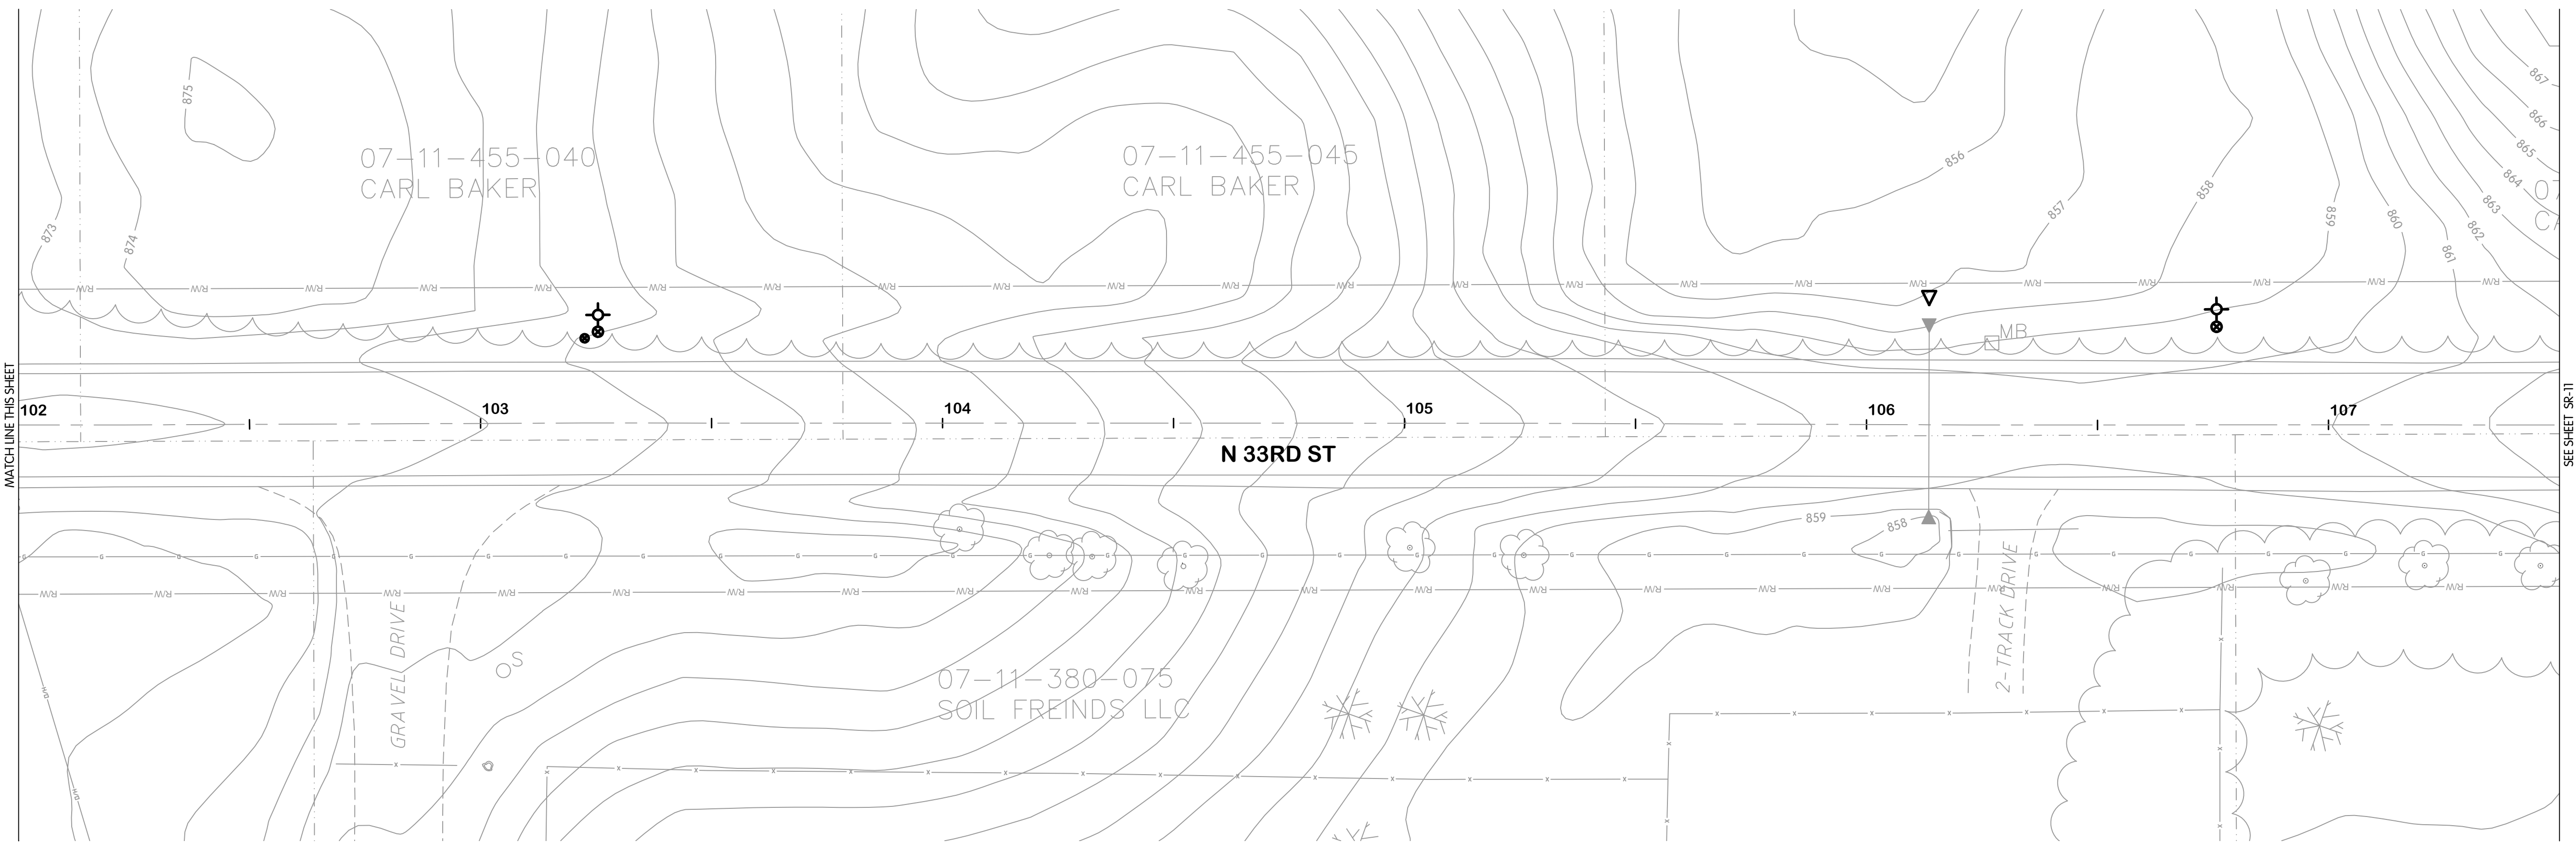 875
07-11-455-040
CARL BAKER
07-11-455-045
CARL BAKER
873
874
856
857
858
859
860
861
862
863
864
865
866
867
R/W R/W R/W R/W R/W R/W R/W R/W R/W R/W R/W R/W R/W R/W R/W R/W R/W R/W R/W R/W R/W R/W
MB
MATCH LINE THIS SHEET
102
103
104
105
106
107
SEE SHEET SR-11
N 33RD ST
859
858
G G G G G G G G G G G G G G G G G G G G G G G G G G G G G G G G G
R/W R/W R/W R/W R/W R/W R/W R/W R/W R/W R/W R/W R/W R/W R/W R/W R/W R/W R/W R/W R/W R/W
GRAVEL DRIVE
S
2-TRACK DRIVE
07-11-380-075
SOIL FREINDS LLC